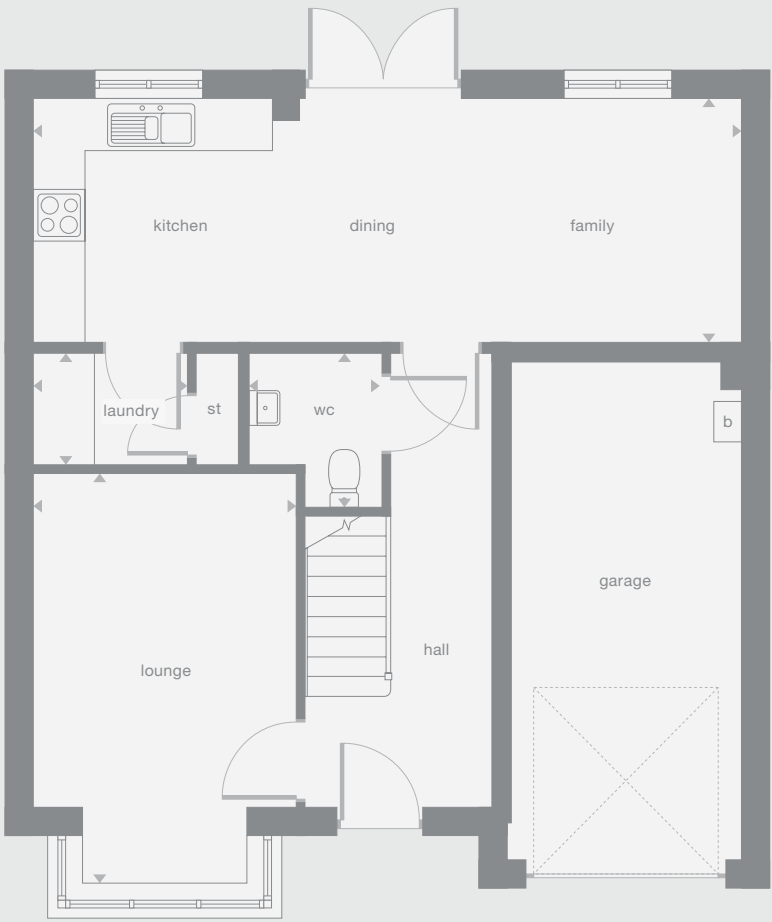 kitchen
dining
family
laundry
st
wc
b
garage
hall
lounge